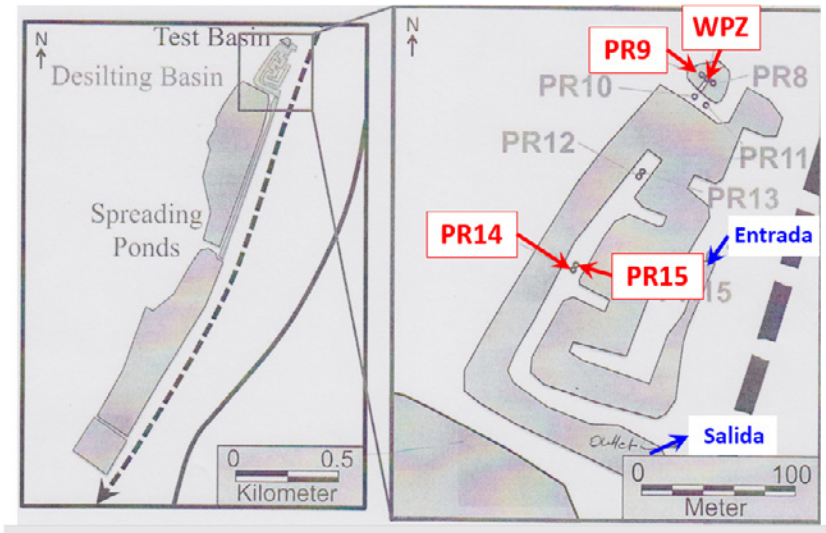 N
Test Basin
Desilting Basin
Spreading
Ponds
0 0.5
Kilometer
N
WPZ
PR9
PR8
PR10
PR12
PR11
PR13
PR14
Entrada
PR15
15
Outlet
Salida
0 100
Meter